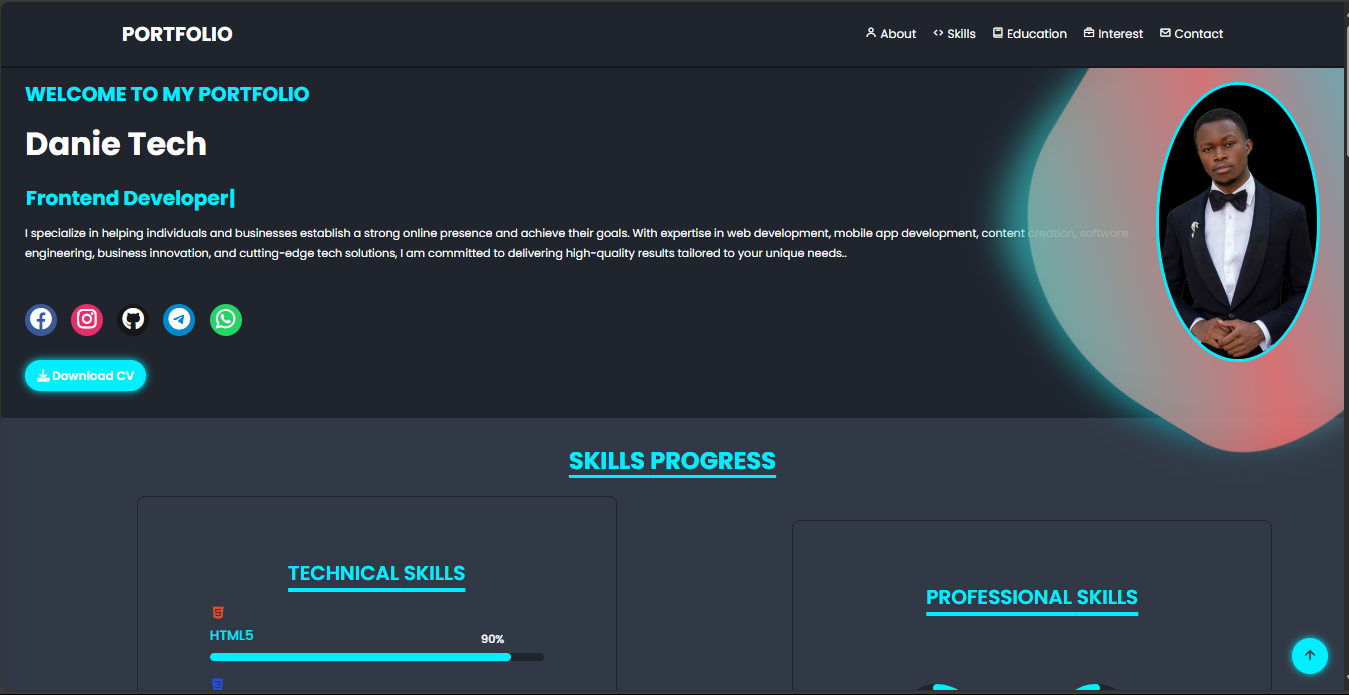 PORTFOLIO
About Skills Education Interest Contact
WELCOME TO MY PORTFOLIO
Danie Tech
Frontend Developer|
I specialize in helping individuals and businesses establish a strong online presence and achieve their goals. With expertise in web development, mobile app development, content creation, software
engineering, business innovation, and cutting-edge tech solutions, I am committed to delivering high-quality results tailored to your unique needs..
Download CV
SKILLS PROGRESS
TECHNICAL SKILLS
HTML5
90%
PROFESSIONAL SKILLS